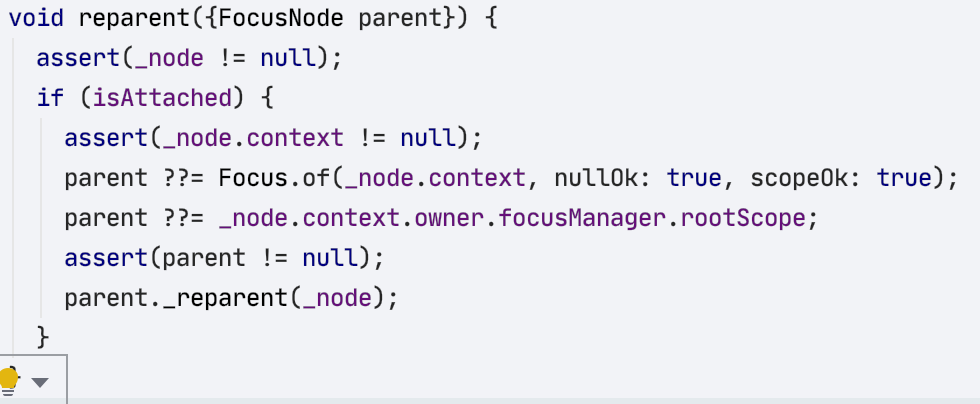 void reparent({FocusNode parent}) {
  assert(_node != null);
  if (isAttached) {
    assert(_node.context != null);
    parent ??= Focus.of(_node.context, nullOk: true, scopeOk: true);
    parent ??= _node.context.owner.focusManager.rootScope;
    assert(parent != null);
    parent._reparent(_node);
  }
}